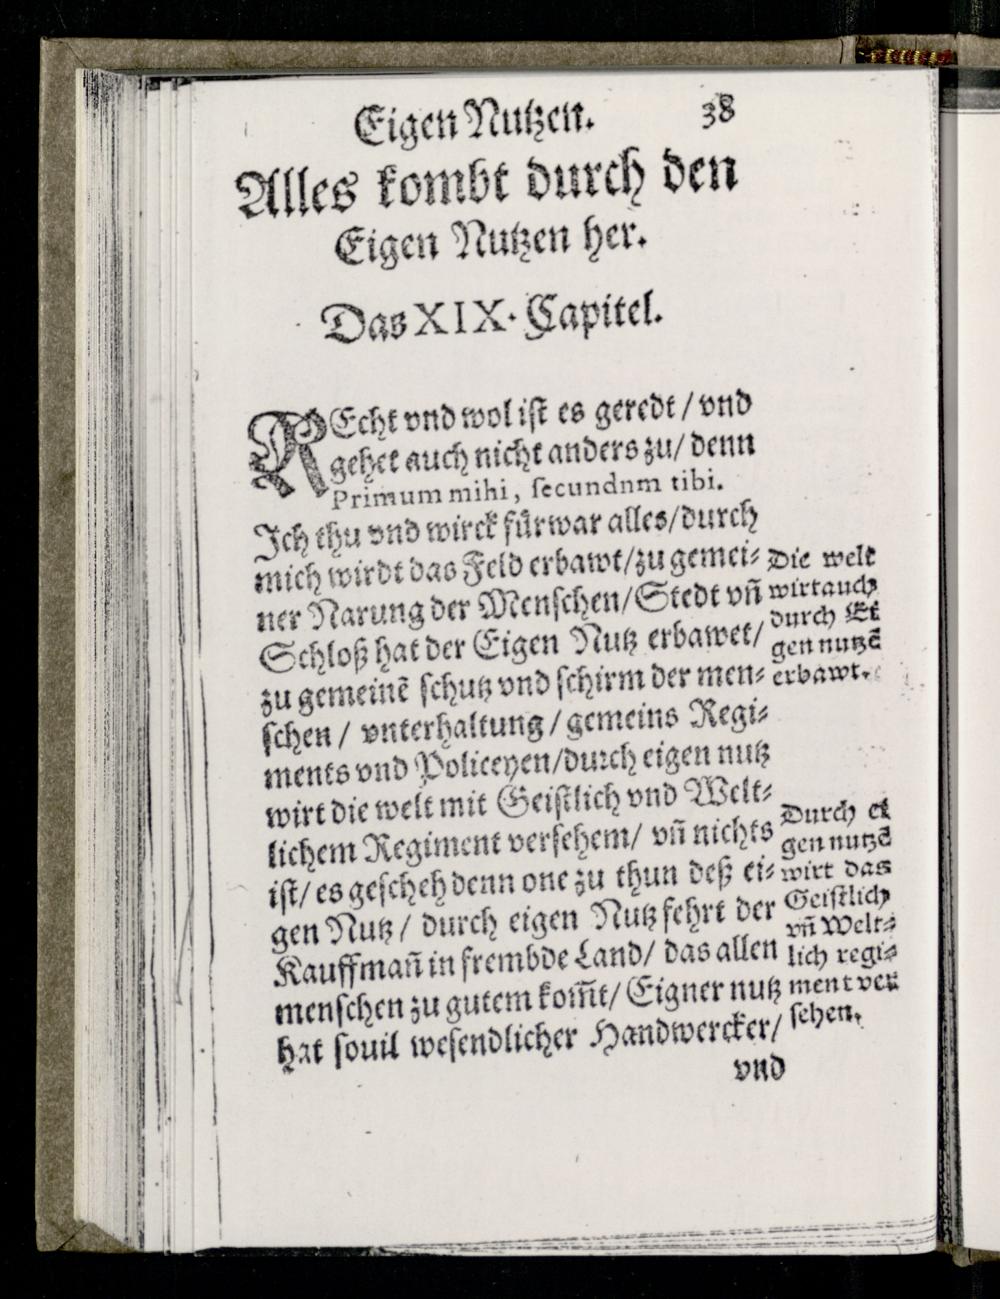 Eigen Nutzen. 38
Alles kombt durch den
Eigen Nutzen her.
Das XIX. Capitel.
REcht vnd wol ist es geredt / vnd
gehet auch nicht anders zu / denn
Primum mihi, secundnm tibi.
Ich thu vnd wirck fürwar alles / durch
mich wirdt das Feld erbawt / zu gemei⸗
ner Narung der Menschen / Stedt vn̄
Schloß hat der Eigen Nutz erbawet /
zu gemeinē schutz vnd schirm der men⸗
schen / vnterhaltung / gemeins Regi⸗
ments vnd Policeyen / durch eigen nutz
wirt die welt mit Geistlich vnd Welt⸗
lichem Regiment versehem / vn̄ nichts
ist / es gescheh denn one zu thun deß ei⸗
gen Nutz / durch eigen Nutz fehrt der
Kauffman̄ in frembde Land / das allen
menschen zu gutem kom̄t / Eigner nutz
hat souil wesendlicher Handwercker /
vnd
Die welt
wirt auch
durch Ei
gen nutzē
erbawt.
Durch ei
gen nutzē
wirt das
Geistlich
vn̄ Welt⸗
lich regi⸗
ment ver
sehen.